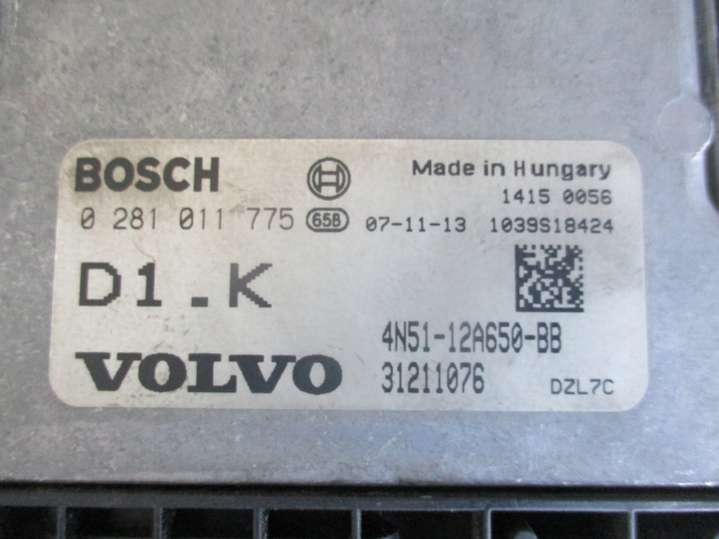 BOSCH
Made in Hungary
1415 0056
0 281 011 775 65B 07-11-13 1039S18424
D1.K
4N51-12A650-BB
VOLVO 31211076 DZL7C